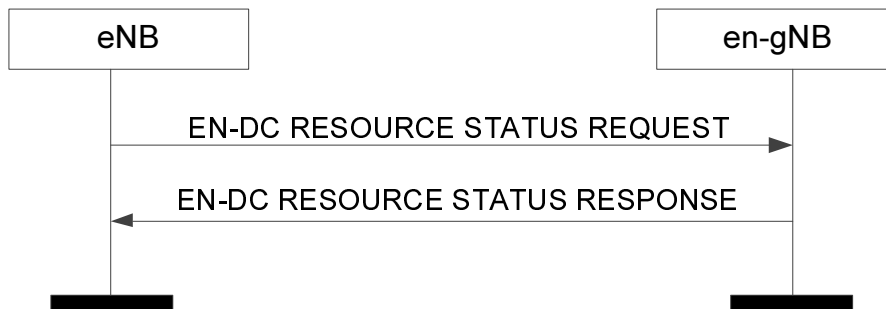 eNB
en-gNB
EN-DC RESOURCE STATUS REQUEST
EN-DC RESOURCE STATUS RESPONSE